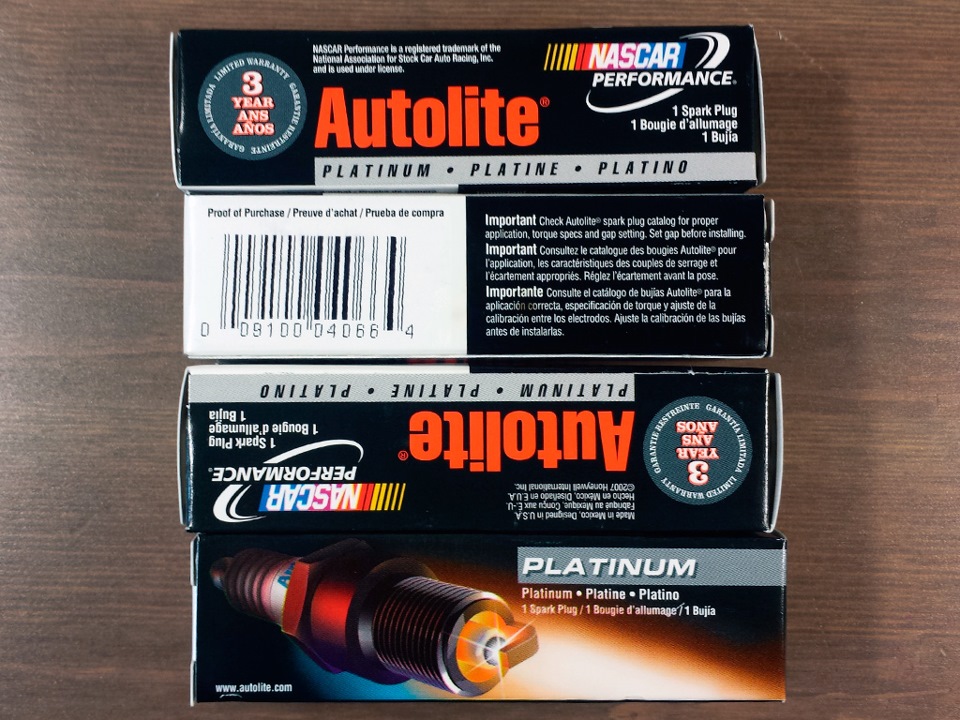 LIMITED WARRANTY GARANTIE RESTREINTE GARANTÍA LIMITADA
3
YEAR
ANS
AÑOS
NASCAR Performance is a registered trademark of the
National Association for Stock Car Auto Racing, Inc.
and is used under license.
Autolite®
NASCAR
PERFORMANCE®
1 Spark Plug
1 Bougie d'allumage
1 Bujía
PLATINUM • PLATINE • PLATINO
Proof of Purchase / Preuve d'achat / Prueba de compra
0 09100 04066 4
Important Check Autolite® spark plug catalog for proper
application, torque specs and gap setting. Set gap before installing.
Important Consultez le catalogue des bougies Autolite® pour
l'application, les caractéristiques des couples de serrage et
l'écartement appropriés. Réglez l'écartement avant la pose.
Importante Consulte el catálogo de bujías Autolite® para la
aplicación correcta, especificación de torque y ajuste de la
calibración entre los electrodos. Ajuste la calibración de las bujías
antes de instalarlas.
LIMITED WARRANTY GARANTIE RESTREINTE GARANTÍA LIMITADA
3
YEAR
ANS
AÑOS
Made in Mexico, Designed in U.S.A.
Fabriqué au Mexique, Conçu aux E.-U.
Hecho en México, Diseñado en E.U.A.
©2007 Honeywell International Inc.
Autolite®
NASCAR
PERFORMANCE®
1 Spark Plug
1 Bougie d'allumage
1 Bujía
PLATINUM • PLATINE • PLATINO
PLATINUM
Platinum • Platine • Platino
1 Spark Plug / 1 Bougie d'allumage / 1 Bujía
www.autolite.com